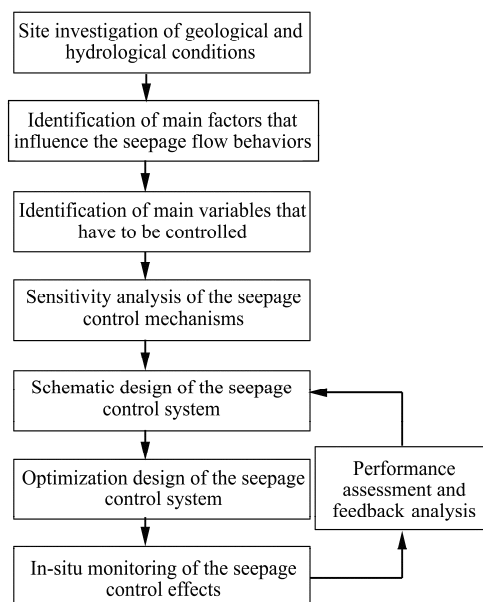 Site investigation of geological and
hydrological conditions
Identification of main factors that
influence the seepage flow behaviors
Identification of main variables that
have to be controlled
Sensitivity analysis of the seepage
control mechanisms
Schematic design of the seepage
control system
Optimization design of the seepage
control system
Performance
assessment and
feedback analysis
In-situ monitoring of the seepage
control effects